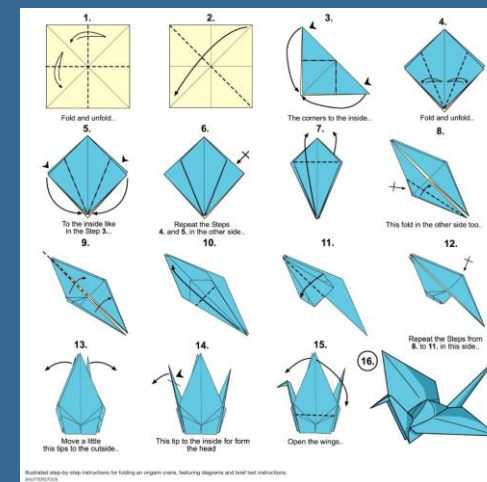 1.
2.
3.
4.
Fold and unfold..
The corners to the inside..
Fold and unfold..
5.
6.
7.
8.
To the inside like
in the Step 3...
Repeat the Steps
4. and 5. in the other side..
This fold in the other side too..
9.
10.
11.
12.
Repeat the Steps from
8. to 11. in this side..
13.
14.
15.
16.
Move a little
this tips to the outside..
This tip to the inside for form
the head
Open the wings..
Illustrated step-by-step instructions for folding an origami crane, featuring diagrams and brief text instructions.
SHUTTERSTOCK